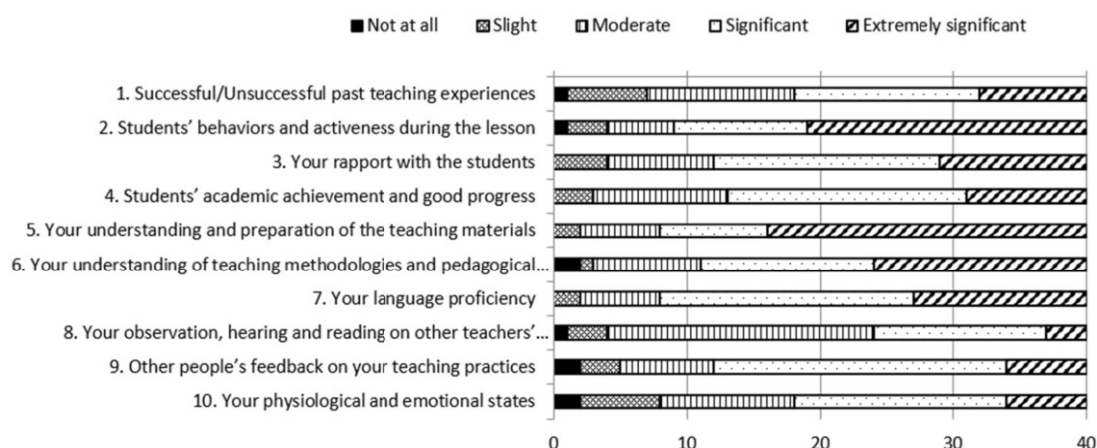 Not at all Slight Moderate Significant Extremely significant
1. Successful/Unsuccessful past teaching experiences
2. Students' behaviors and activeness during the lesson
3. Your rapport with the students
4. Students' academic achievement and good progress
5. Your understanding and preparation of the teaching materials
6. Your understanding of teaching methodologies and pedagogical...
7. Your language proficiency
8. Your observation, hearing and reading on other teachers'...
9. Other people's feedback on your teaching practices
10. Your physiological and emotional states
0 10 20 30 40